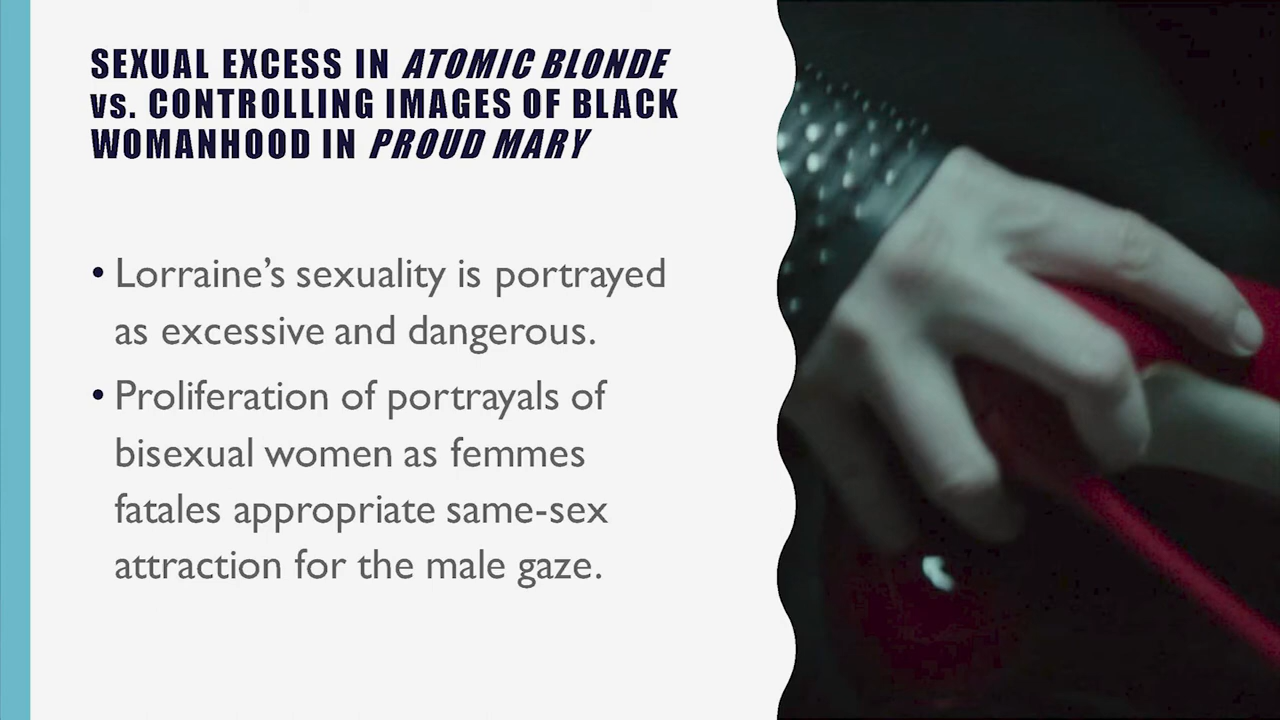 SEXUAL EXCESS IN ATOMIC BLONDE
vs. CONTROLLING IMAGES OF BLACK
WOMANHOOD IN PROUD MARY
• Lorraine’s sexuality is portrayed
as excessive and dangerous.
• Proliferation of portrayals of
bisexual women as femmes
fatales appropriate same-sex
attraction for the male gaze.